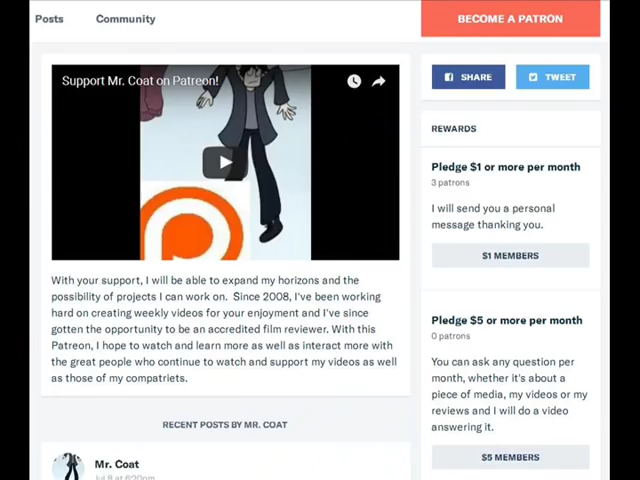 Posts
Community
BECOME A PATRON
Support Mr. Coat on Patreon!
SHARE
TWEET
REWARDS
Pledge $1 or more per month
3 patrons
I will send you a personal
message thanking you.
$1 MEMBERS
With your support, I will be able to expand my horizons and the
possibility of projects I can work on.  Since 2008, I've been working
hard on creating weekly videos for your enjoyment and I've since
gotten the opportunity to be an accredited film reviewer. With this
Patreon, I hope to watch and learn more as well as interact more with
the great people who continue to watch and support my videos as well
as those of my compatriets.
Pledge $5 or more per month
0 patrons
You can ask any question per
month, whether it's about a
piece of media, my videos or my
reviews and I will do a video
answering it.
$5 MEMBERS
RECENT POSTS BY MR. COAT
Mr. Coat
Jul 8 at 6:20pm